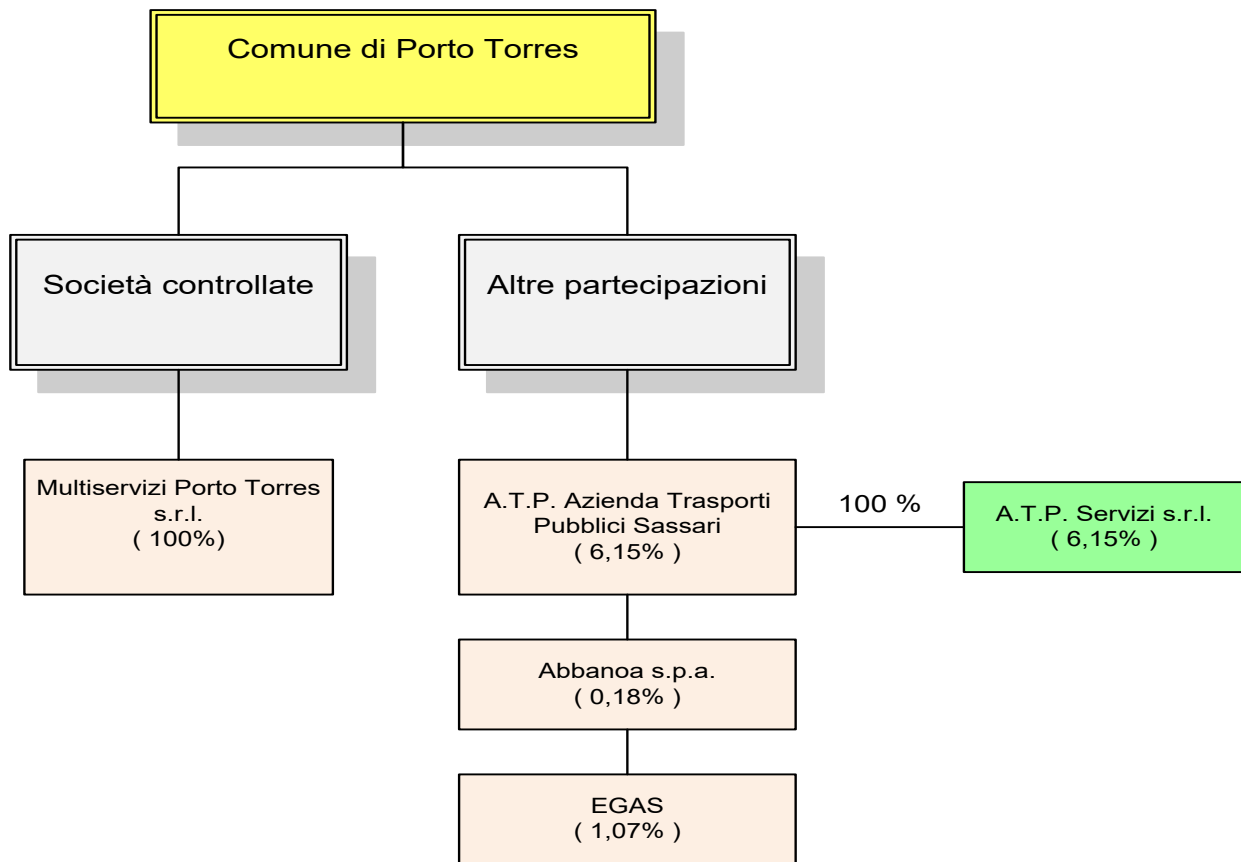 Comune di Porto Torres
Società controllate
Altre partecipazioni
Multiservizi Porto Torres
s.r.l.
( 100%)
A.T.P. Azienda Trasporti
Pubblici Sassari
( 6,15% )
100 %
A.T.P. Servizi s.r.l.
( 6,15% )
Abbanoa s.p.a.
( 0,18% )
EGAS
( 1,07% )